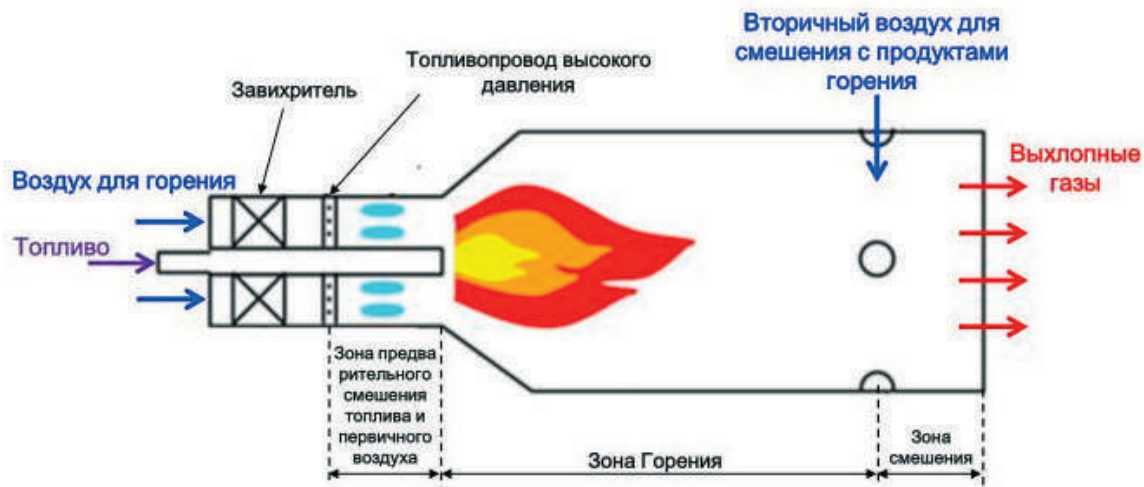 Вторичный воздух для
смешения с продуктами
горения
Топливопровод высокого
давления
Завихритель
Выхлопные
газы
Воздух для горения
Топливо
Зона предва
рительного
смешения
топлива и
первичного
воздуха
Зона Горения
Зона
смешения